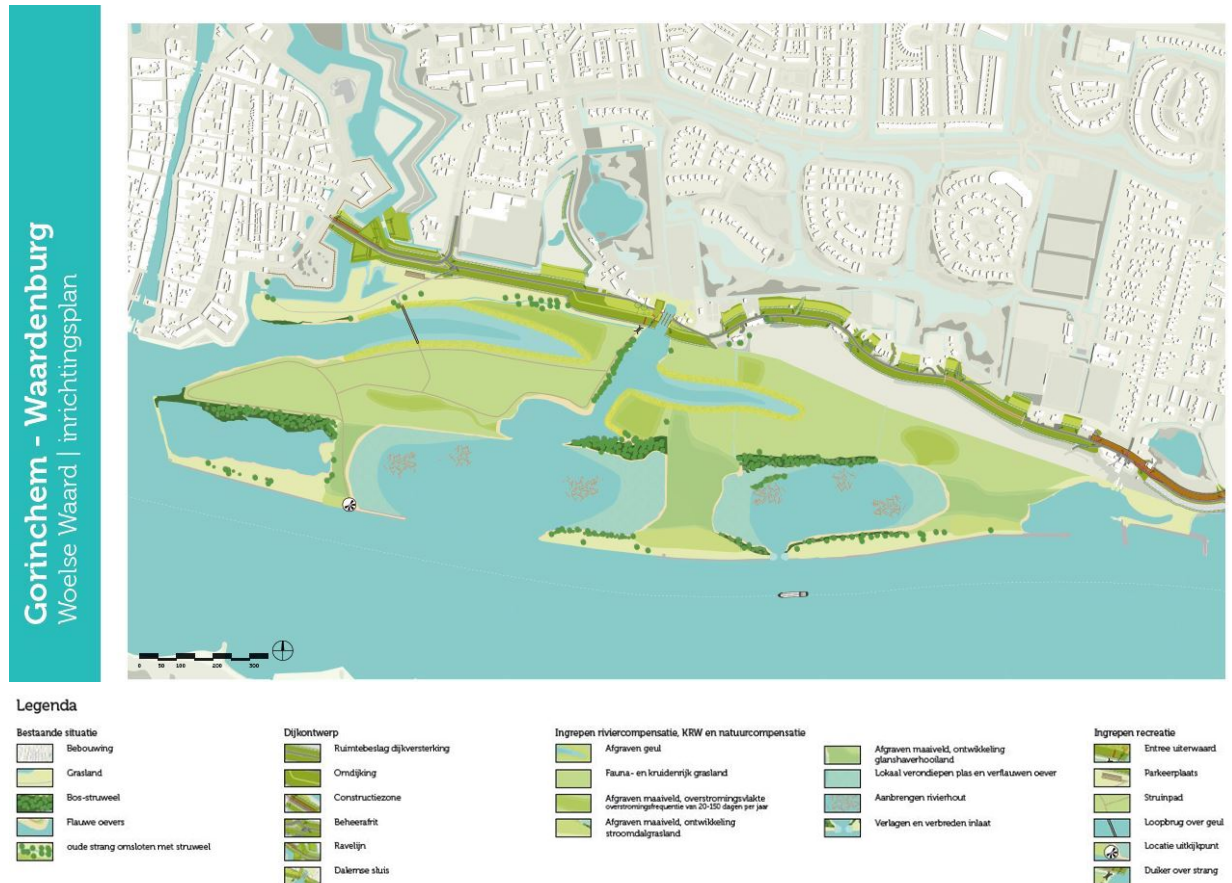 Gorinchem - Waardenburg
Woelse Waard | inrichtingsplan
0 50 100 200 300
Legenda
Bestaande situatie
Bebouwing
Grasland
Bos-struweel
Flauwe oevers
oude strang omsloten met struweel
Dijkontwerp
Ruimtebeslag dijkversterking
Omdijking
Constructiezone
Beheerafrit
Ravelijn
Dalemse sluis
Ingrepen riviercompensatie, KRW en natuurcompensatie
Afgraven geul
Fauna- en kruidenrijk grasland
Afgraven maaiveld, overstromingsvlakte
overstromingsfrequentie van 20-150 dagen per jaar
Afgraven maaiveld, ontwikkeling
stroomdalgrasland
Afgraven maaiveld, ontwikkeling
glanshaverhooiland
Lokaal verondiepen plas en verflauwen oever
Aanbrengen rivierhout
Verlagen en verbreden inlaat
Ingrepen recreatie
Entree uiterwaard
Parkeerplaats
Struinpad
Loopbrug over geul
Locatie uitkijkpunt
Duiker over strang